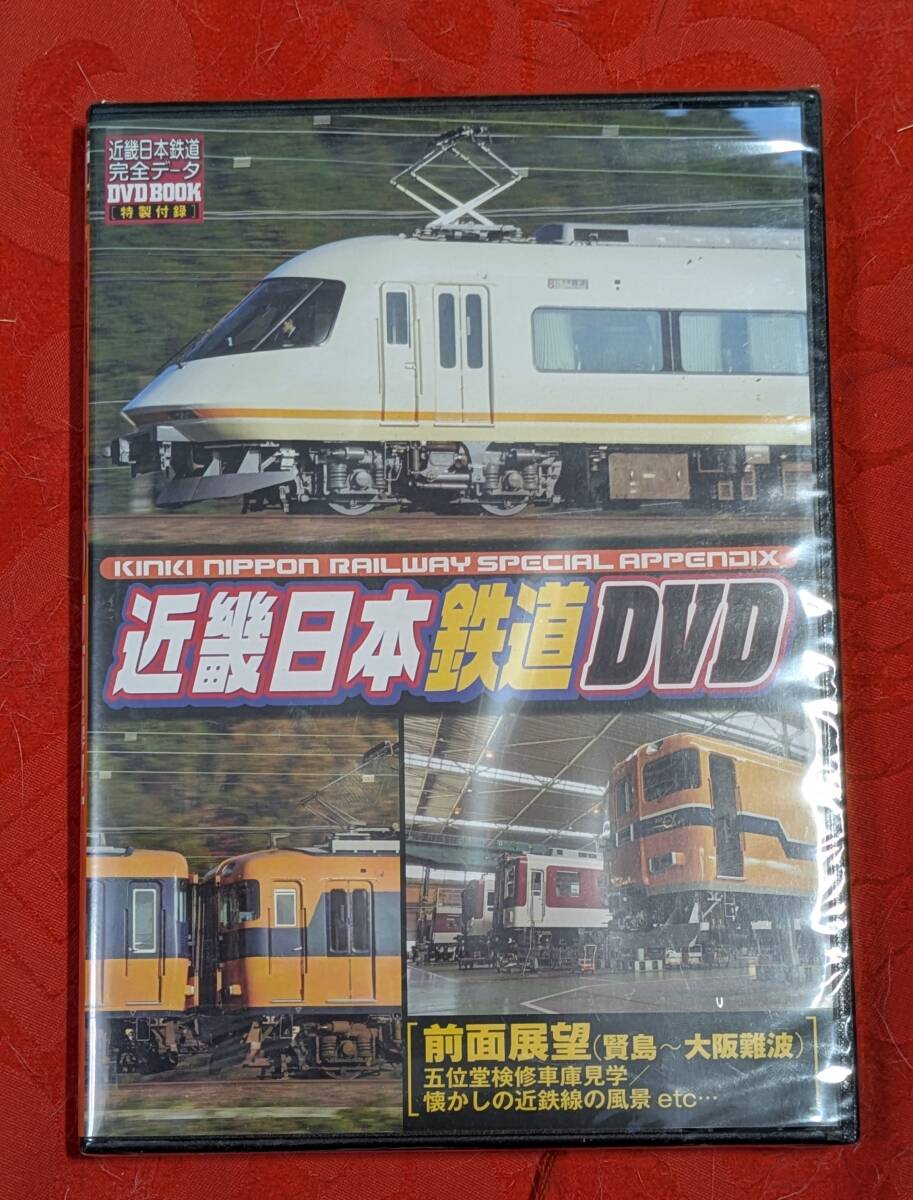 近畿日本鉄道
完全データ
DVD BOOK
[特製付録]
KINKI NIPPON RAILWAY SPECIAL APPENDIX
近畿日本鉄道DVD
前面展望(賢島～大阪難波)
五位堂検修車庫見学/
懐かしの近鉄線の風景 etc…